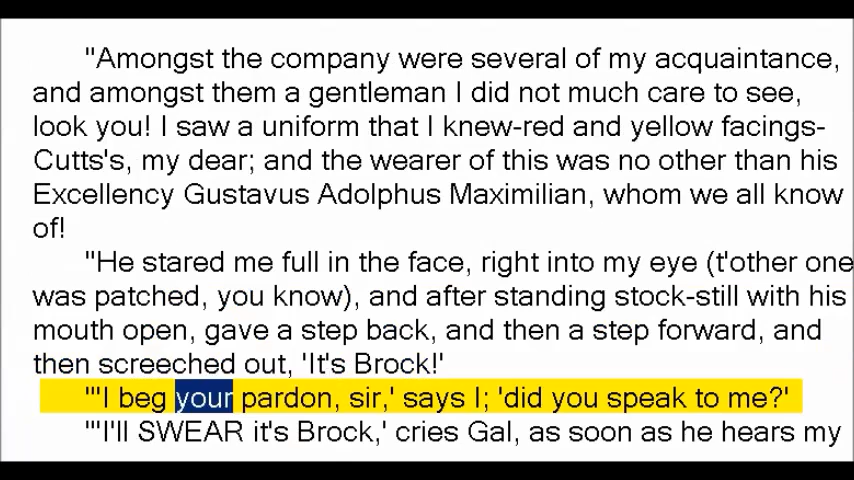 "Amongst the company were several of my acquaintance,
and amongst them a gentleman I did not much care to see,
look you! I saw a uniform that I knew-red and yellow facings-
Cutts's, my dear; and the wearer of this was no other than his
Excellency Gustavus Adolphus Maximilian, whom we all know
of!
"He stared me full in the face, right into my eye (t'other one
was patched, you know), and after standing stock-still with his
mouth open, gave a step back, and then a step forward, and
then screeched out, 'It's Brock!'
"'I beg your pardon, sir,' says I; 'did you speak to me?'
"'I'll SWEAR it's Brock,' cries Gal, as soon as he hears my